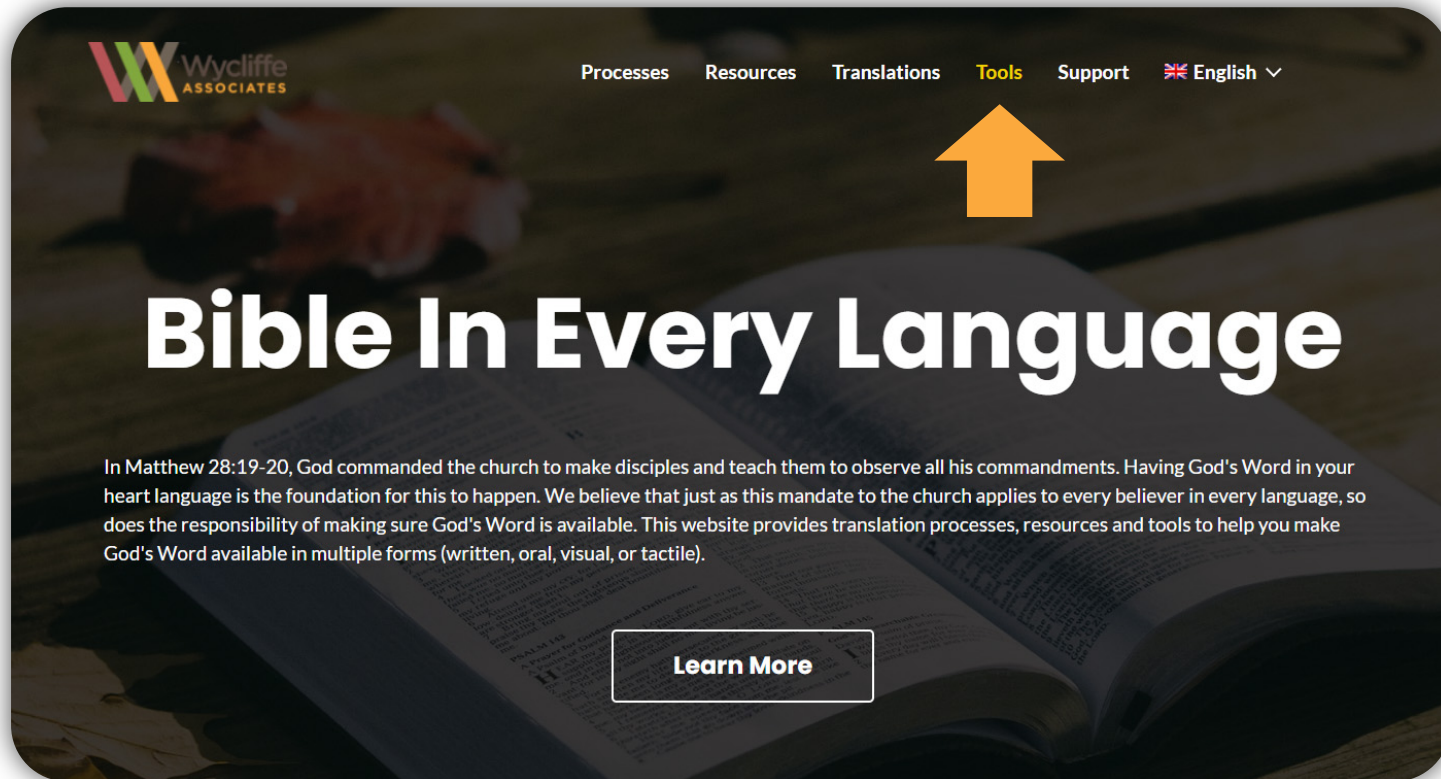 Wycliffe
ASSOCIATES
Processes Resources Translations Tools Support English
Bible In Every Language
In Matthew 28:19-20, God commanded the church to make disciples and teach them to observe all his commandments. Having God's Word in your
heart language is the foundation for this to happen. We believe that just as this mandate to the church applies to every believer in every language, so
does the responsibility of making sure God's Word is available. This website provides translation processes, resources and tools to help you make
God's Word available in multiple forms (written, oral, visual, or tactile).
PSALM 142
Learn More